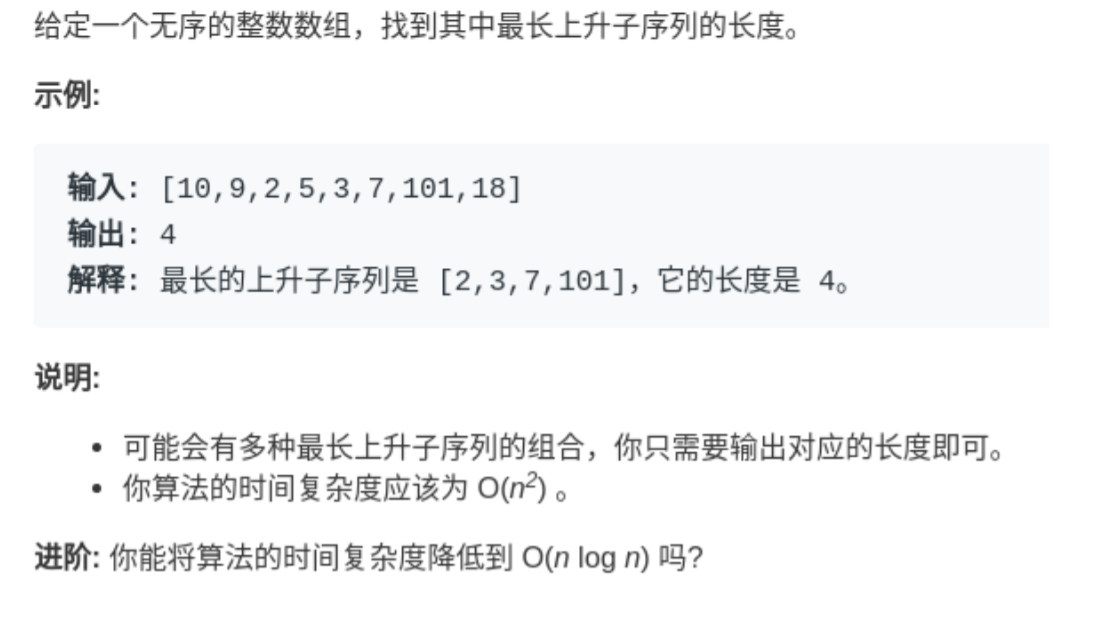 给定一个无序的整数数组，找到其中最长上升子序列的长度。
示例:
输入: [10,9,2,5,3,7,101,18]
输出: 4
解释: 最长的上升子序列是 [2,3,7,101]，它的长度是 4。
说明:
• 可能会有多种最长上升子序列的组合，你只需要输出对应的长度即可。
• 你算法的时间复杂度应该为 O(n²) 。
进阶: 你能将算法的时间复杂度降低到 O(n log n) 吗?